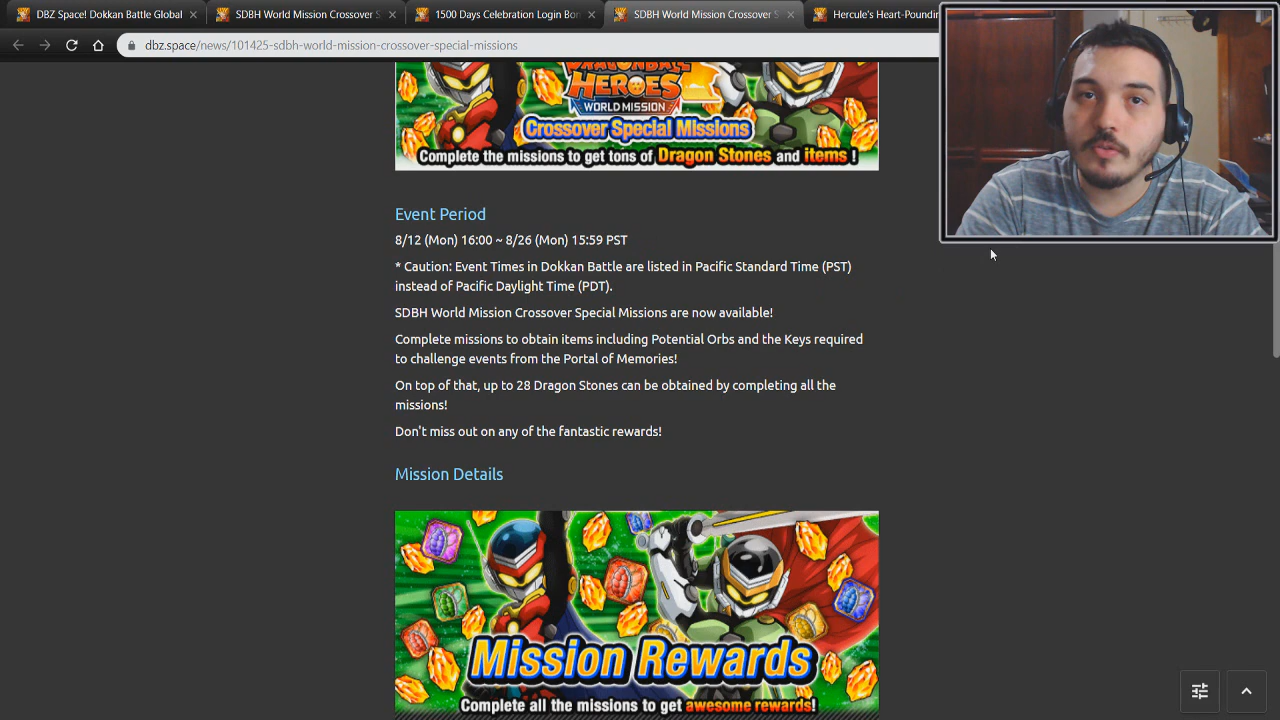 DBZ Space! Dokkan Battle Global
SDBH World Mission Crossover S
1500 Days Celebration Login Bon
SDBH World Mission Crossover S
Hercule's Heart-Pounding
dbz.space/news/101425-sdbh-world-mission-crossover-special-missions
DRAGONBALL
HEROES
WORLD MISSION
Crossover Special Missions
Complete the missions to get tons of Dragon Stones and items !
Event Period
8/12 (Mon) 16:00 ~ 8/26 (Mon) 15:59 PST
* Caution: Event Times in Dokkan Battle are listed in Pacific Standard Time (PST)
instead of Pacific Daylight Time (PDT).
SDBH World Mission Crossover Special Missions are now available!
Complete missions to obtain items including Potential Orbs and the Keys required
to challenge events from the Portal of Memories!
On top of that, up to 28 Dragon Stones can be obtained by completing all the
missions!
Don't miss out on any of the fantastic rewards!
Mission Details
Mission Rewards
Complete all the missions to get awesome rewards!